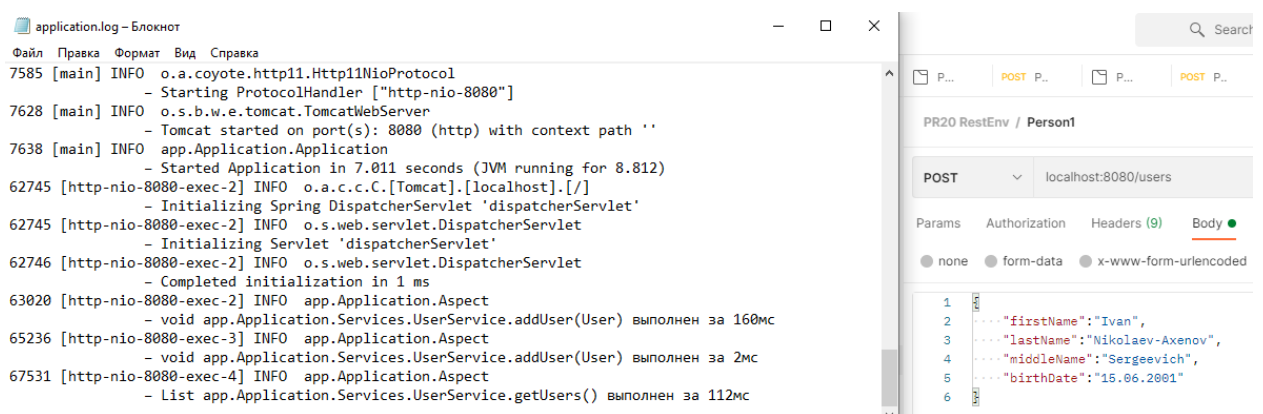 application.log – Блокнот
Файл Правка Формат Вид Справка
7585 [main] INFO  o.a.coyote.http11.Http11NioProtocol
– Starting ProtocolHandler ["http-nio-8080"]
7628 [main] INFO  o.s.b.w.e.tomcat.TomcatWebServer
– Tomcat started on port(s): 8080 (http) with context path ''
7638 [main] INFO  app.Application.Application
– Started Application in 7.011 seconds (JVM running for 8.812)
62745 [http-nio-8080-exec-2] INFO  o.a.c.c.C.[Tomcat].[localhost].[/]
– Initializing Spring DispatcherServlet 'dispatcherServlet'
62745 [http-nio-8080-exec-2] INFO  o.s.web.servlet.DispatcherServlet
– Initializing Servlet 'dispatcherServlet'
62746 [http-nio-8080-exec-2] INFO  o.s.web.servlet.DispatcherServlet
– Completed initialization in 1 ms
63020 [http-nio-8080-exec-2] INFO  app.Application.Aspect
– void app.Application.Services.UserService.addUser(User) выполнен за 160мс
65236 [http-nio-8080-exec-3] INFO  app.Application.Aspect
– void app.Application.Services.UserService.addUser(User) выполнен за 2мс
67531 [http-nio-8080-exec-4] INFO  app.Application.Aspect
– List app.Application.Services.UserService.getUsers() выполнен за 112мс
Search
P... POST P.. P... POST P..
PR20 RestEnv / Person1
POST localhost:8080/users
Params Authorization Headers (9) Body
none form-data x-www-form-urlencoded
1 {
2 "firstName":"Ivan",
3 "lastName":"Nikolaev-Axenov",
4 "middleName":"Sergeevich",
5 "birthDate":"15.06.2001"
6 }